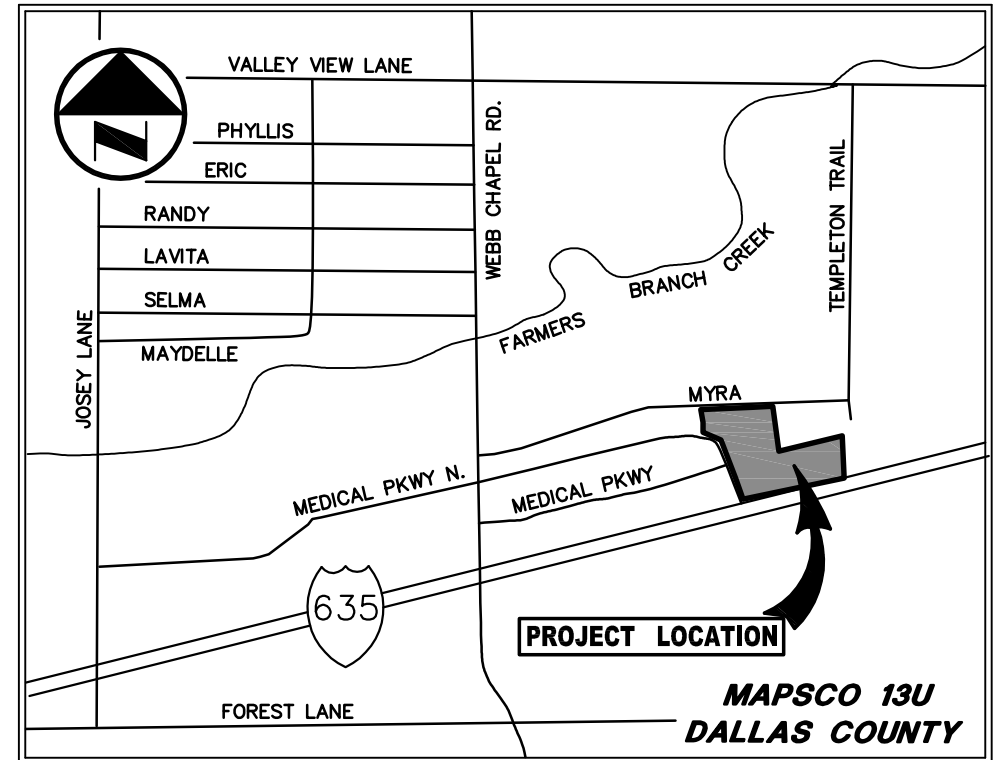 VALLEY VIEW LANE
N
PHYLLIS
ERIC
RANDY
LAVITA
SELMA
MAYDELLE
JOSEY LANE
WEBB CHAPEL RD.
TEMPLETON TRAIL
FARMERS BRANCH CREEK
MYRA
MEDICAL PKWY N.
MEDICAL PKWY
635
PROJECT LOCATION
FOREST LANE
MAPSCO 13U
DALLAS COUNTY